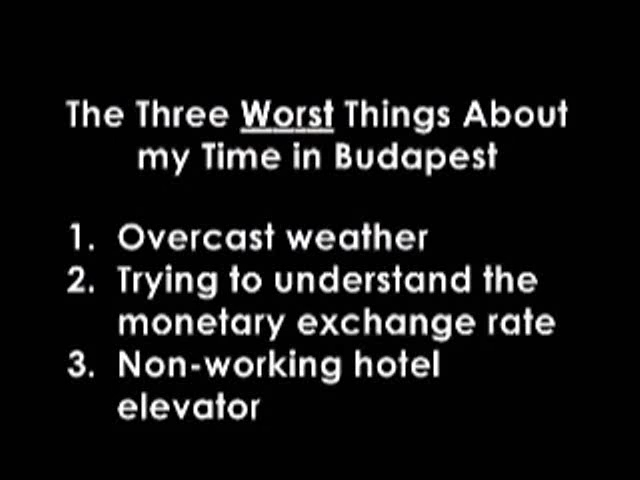 The Three Worst Things About
my Time in Budapest
1. Overcast weather
2. Trying to understand the
monetary exchange rate
3. Non-working hotel
elevator